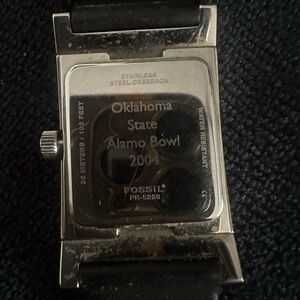 STAINLESS
STEEL CASEBACK
Oklahoma
State
Alamo Bowl
2004
FOSSIL
PR-5228
30 METERS / 100 FEET
WATER RESISTANT